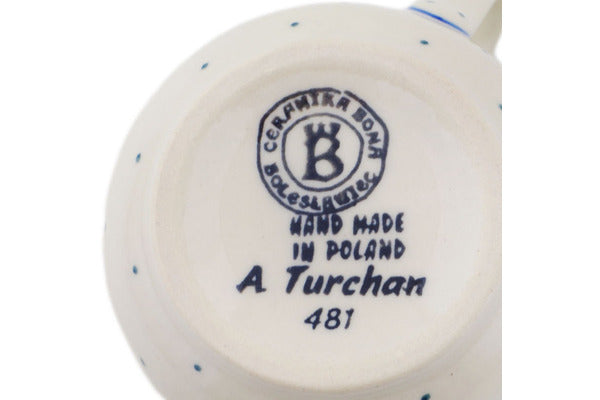 CERAMIKA BONA
BOLESŁAWIEC
B
HAND MADE
IN POLAND
A Turchan
481